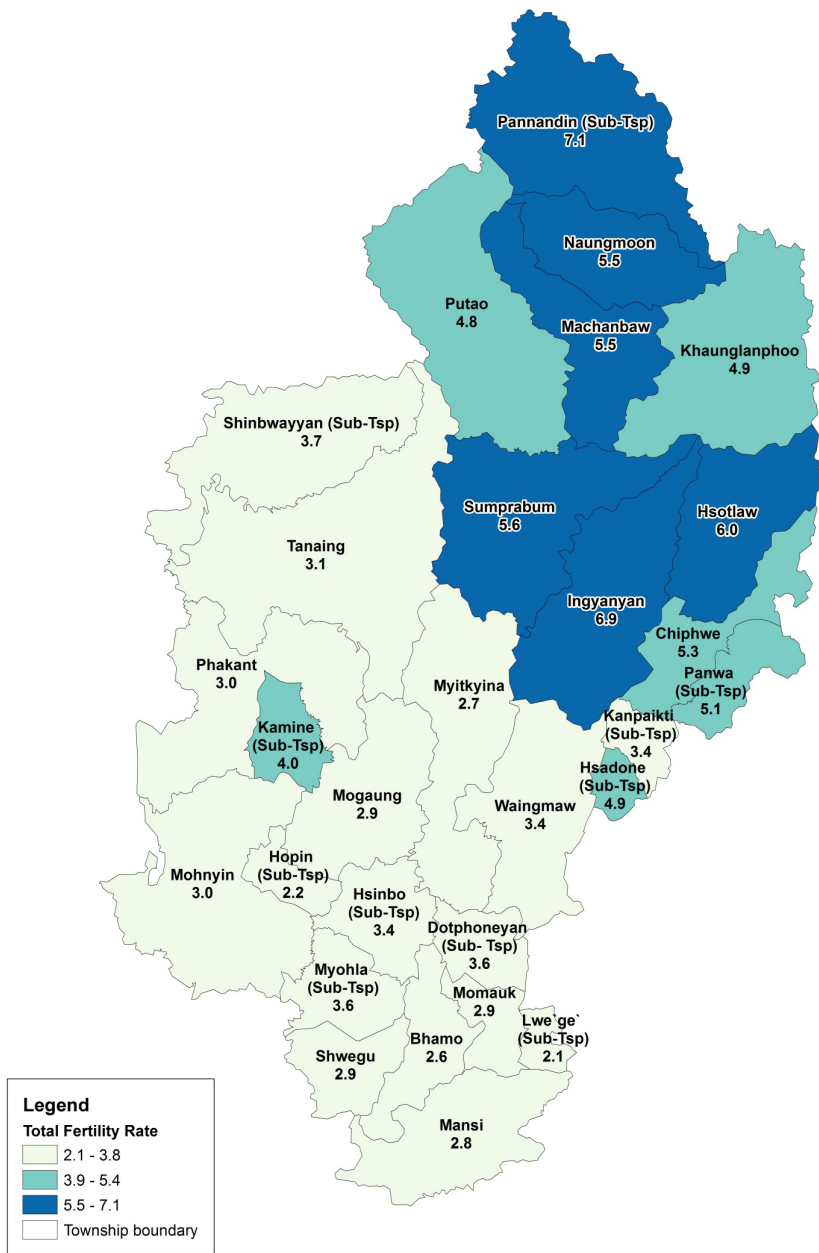 Pannandin (Sub-Tsp)
7.1
Naungmoon
5.5
Putao
4.8
Machanbaw
5.5
Khaunglanphoo
4.9
Shinbwayyan (Sub-Tsp)
3.7
Sumprabum
5.6
Hsotlaw
6.0
Tanaing
3.1
Ingyanyan
6.9
Chiphwe
5.3
Phakant
3.0
Myitkyina
2.7
Panwa
(Sub-Tsp)
5.1
Kamine
(Sub-Tsp)
4.0
Kanpaikti
(Sub-Tsp)
3.4
Hsadone
(Sub-Tsp)
4.9
Mogaung
2.9
Waingmaw
3.4
Hopin
(Sub-Tsp)
2.2
Mohnyin
3.0
Hsinbo
(Sub-Tsp)
3.4
Dotphoneyan
(Sub- Tsp)
3.6
Myohla
(Sub-Tsp)
3.6
Momauk
2.9
Lwe`ge`
(Sub-Tsp)
2.1
Bhamo
2.6
Shwegu
2.9
Mansi
2.8
Legend
Total Fertility Rate
2.1 - 3.8
3.9 - 5.4
5.5 - 7.1
Township boundary